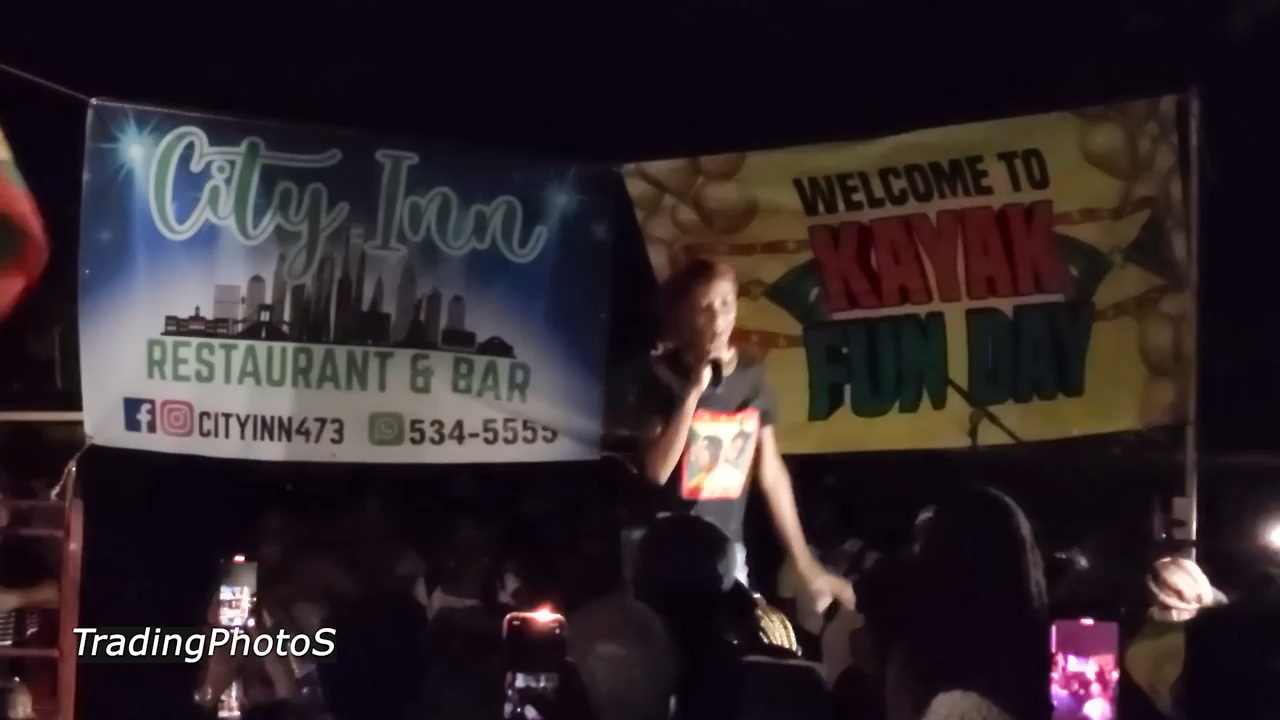 City Inn
RESTAURANT & BAR
CITYINN473 534-5555
WELCOME TO
KAYAK
FUN DAY
TradingPhotoS